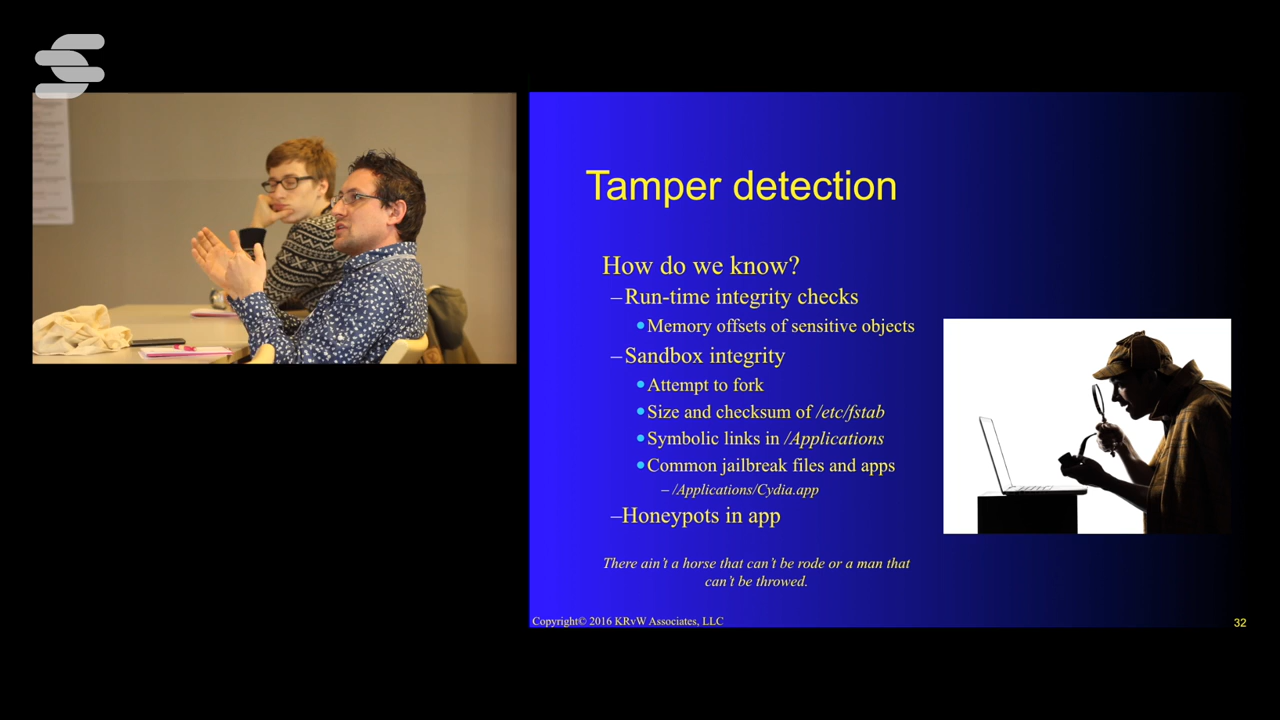 Tamper detection
How do we know?
–Run-time integrity checks
•Memory offsets of sensitive objects
–Sandbox integrity
•Attempt to fork
•Size and checksum of /etc/fstab
•Symbolic links in /Applications
•Common jailbreak files and apps
– /Applications/Cydia.app
–Honeypots in app
There ain't a horse that can't be rode or a man that
can't be throwed.
Copyright© 2016 KRvW Associates, LLC
32